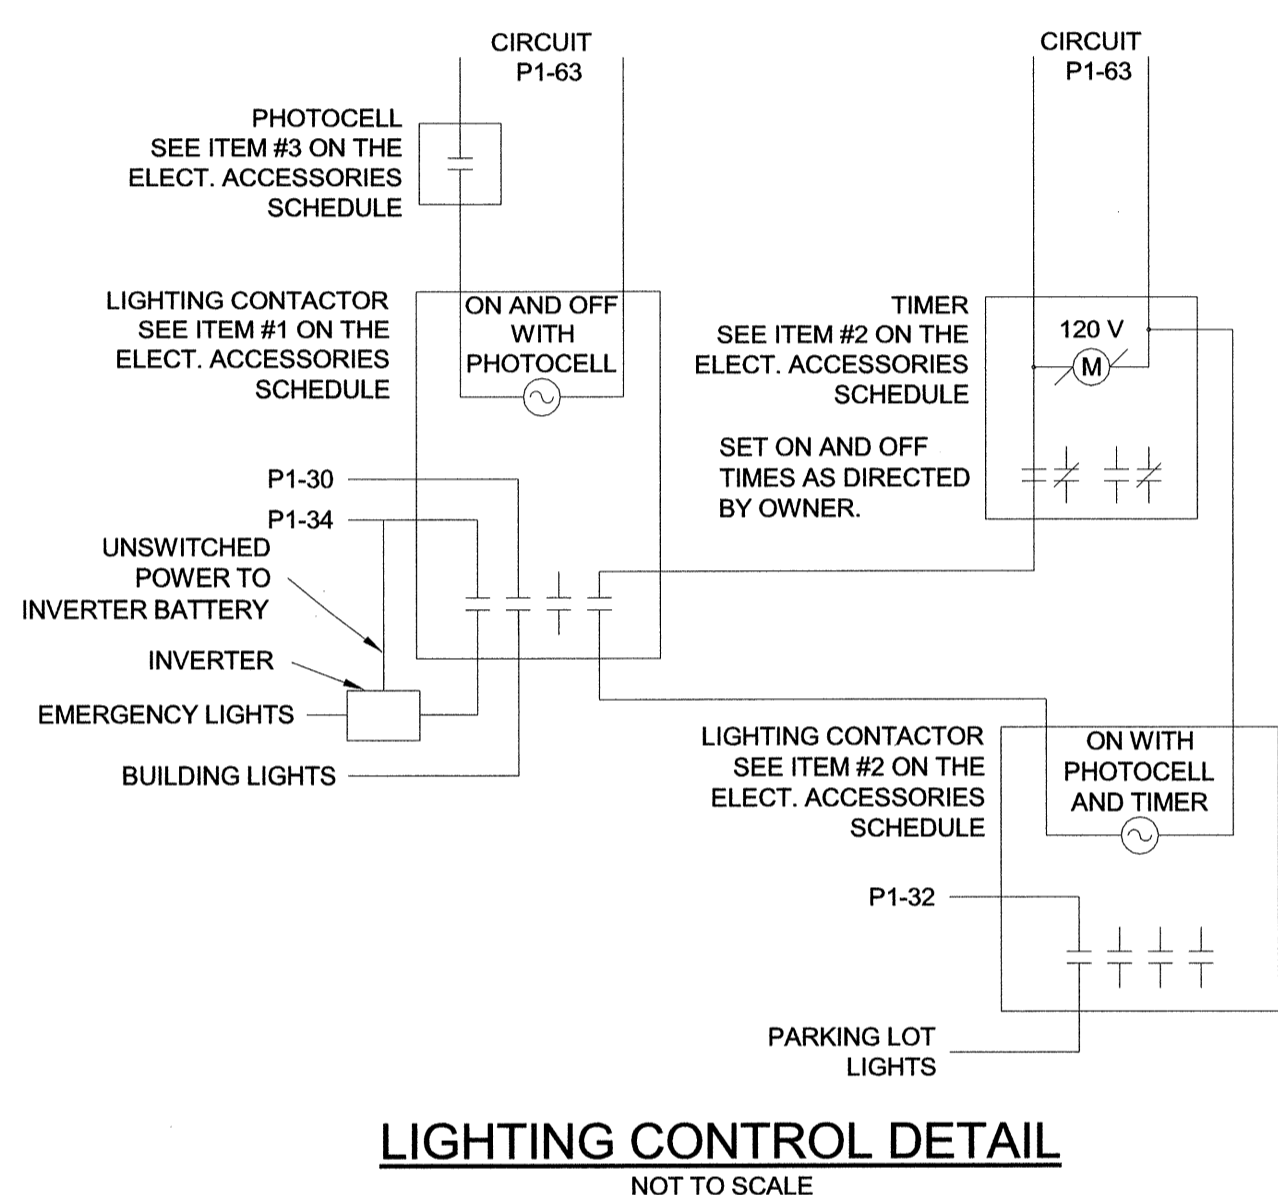 CIRCUIT
P1-63
PHOTOCELL
SEE ITEM #3 ON THE
ELECT. ACCESSORIES
SCHEDULE
LIGHTING CONTACTOR
SEE ITEM #1 ON THE
ELECT. ACCESSORIES
SCHEDULE
ON AND OFF
WITH
PHOTOCELL
P1-30
P1-34
UNSWITCHED
POWER TO
INVERTER BATTERY
INVERTER
EMERGENCY LIGHTS
BUILDING LIGHTS
CIRCUIT
P1-63
TIMER
SEE ITEM #2 ON THE
ELECT. ACCESSORIES
SCHEDULE
120 V
M
SET ON AND OFF
TIMES AS DIRECTED
BY OWNER.
LIGHTING CONTACTOR
SEE ITEM #2 ON THE
ELECT. ACCESSORIES
SCHEDULE
ON WITH
PHOTOCELL
AND TIMER
P1-32
PARKING LOT
LIGHTS
LIGHTING CONTROL DETAIL
NOT TO SCALE